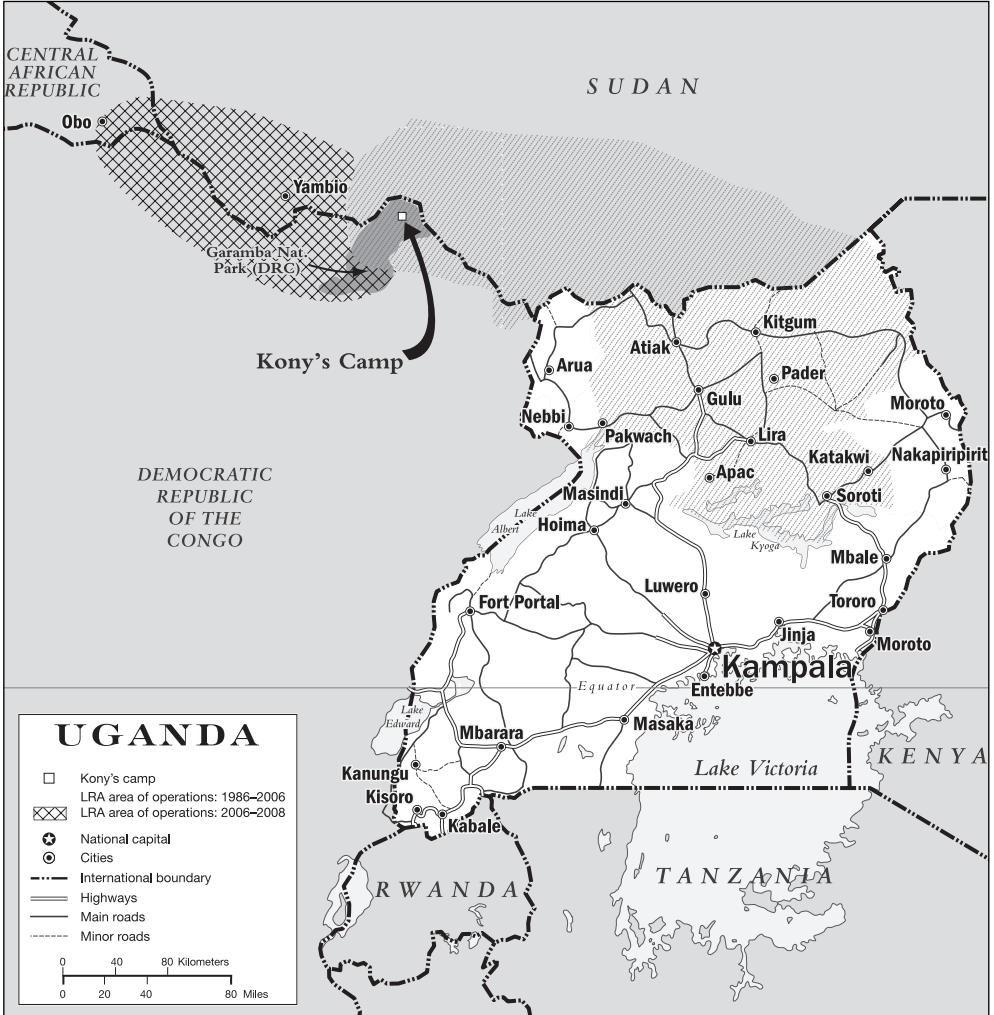 CENTRAL
AFRICAN
REPUBLIC
SUDAN
Obo
Yambio
Garamba Nat.
Park (DRC)
Kony's Camp
Kitgum
Atiak
Arua
Pader
Gulu
Moroto
Nebbi
Pakwach
Lira
Katakwi
Nakapiripirit
Apac
DEMOCRATIC
REPUBLIC
OF THE
CONGO
Masindi
Soroti
Lake
Albert
Hoima
Lake
Kyoga
Mbale
Luwero
Fort Portal
Tororo
Jinja
Moroto
Kampala
Entebbe
Equator
Lake
Edward
Masaka
Mbarara
KENYA
Lake Victoria
Kanungu
Kisoro
Kabale
RWANDA
TANZANIA
UGANDA
Kony's camp
LRA area of operations: 1986–2006
LRA area of operations: 2006–2008
National capital
Cities
International boundary
Highways
Main roads
Minor roads
0 40 80 Kilometers
0 20 40 80 Miles